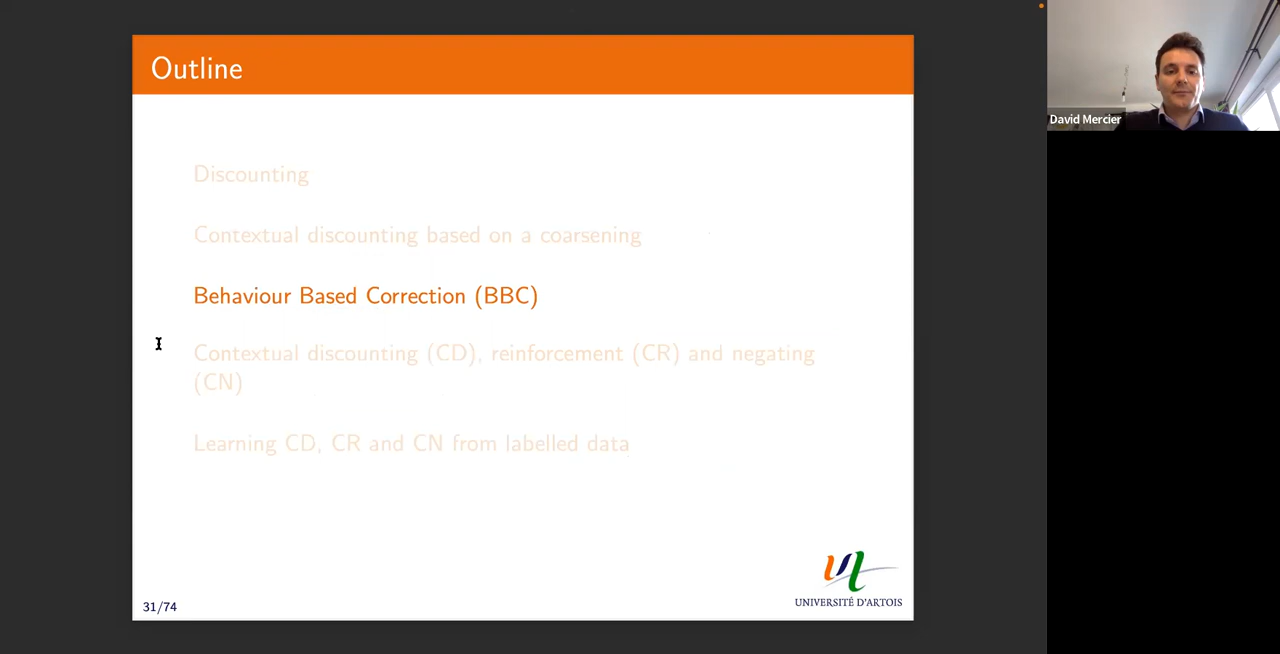 Outline
David Mercier
Discounting
Contextual discounting based on a coarsening
Behaviour Based Correction (BBC)
Contextual discounting (CD), reinforcement (CR) and negating
(CN)
Learning CD, CR and CN from labelled data
UNIVERSITÉ D'ARTOIS
31/74